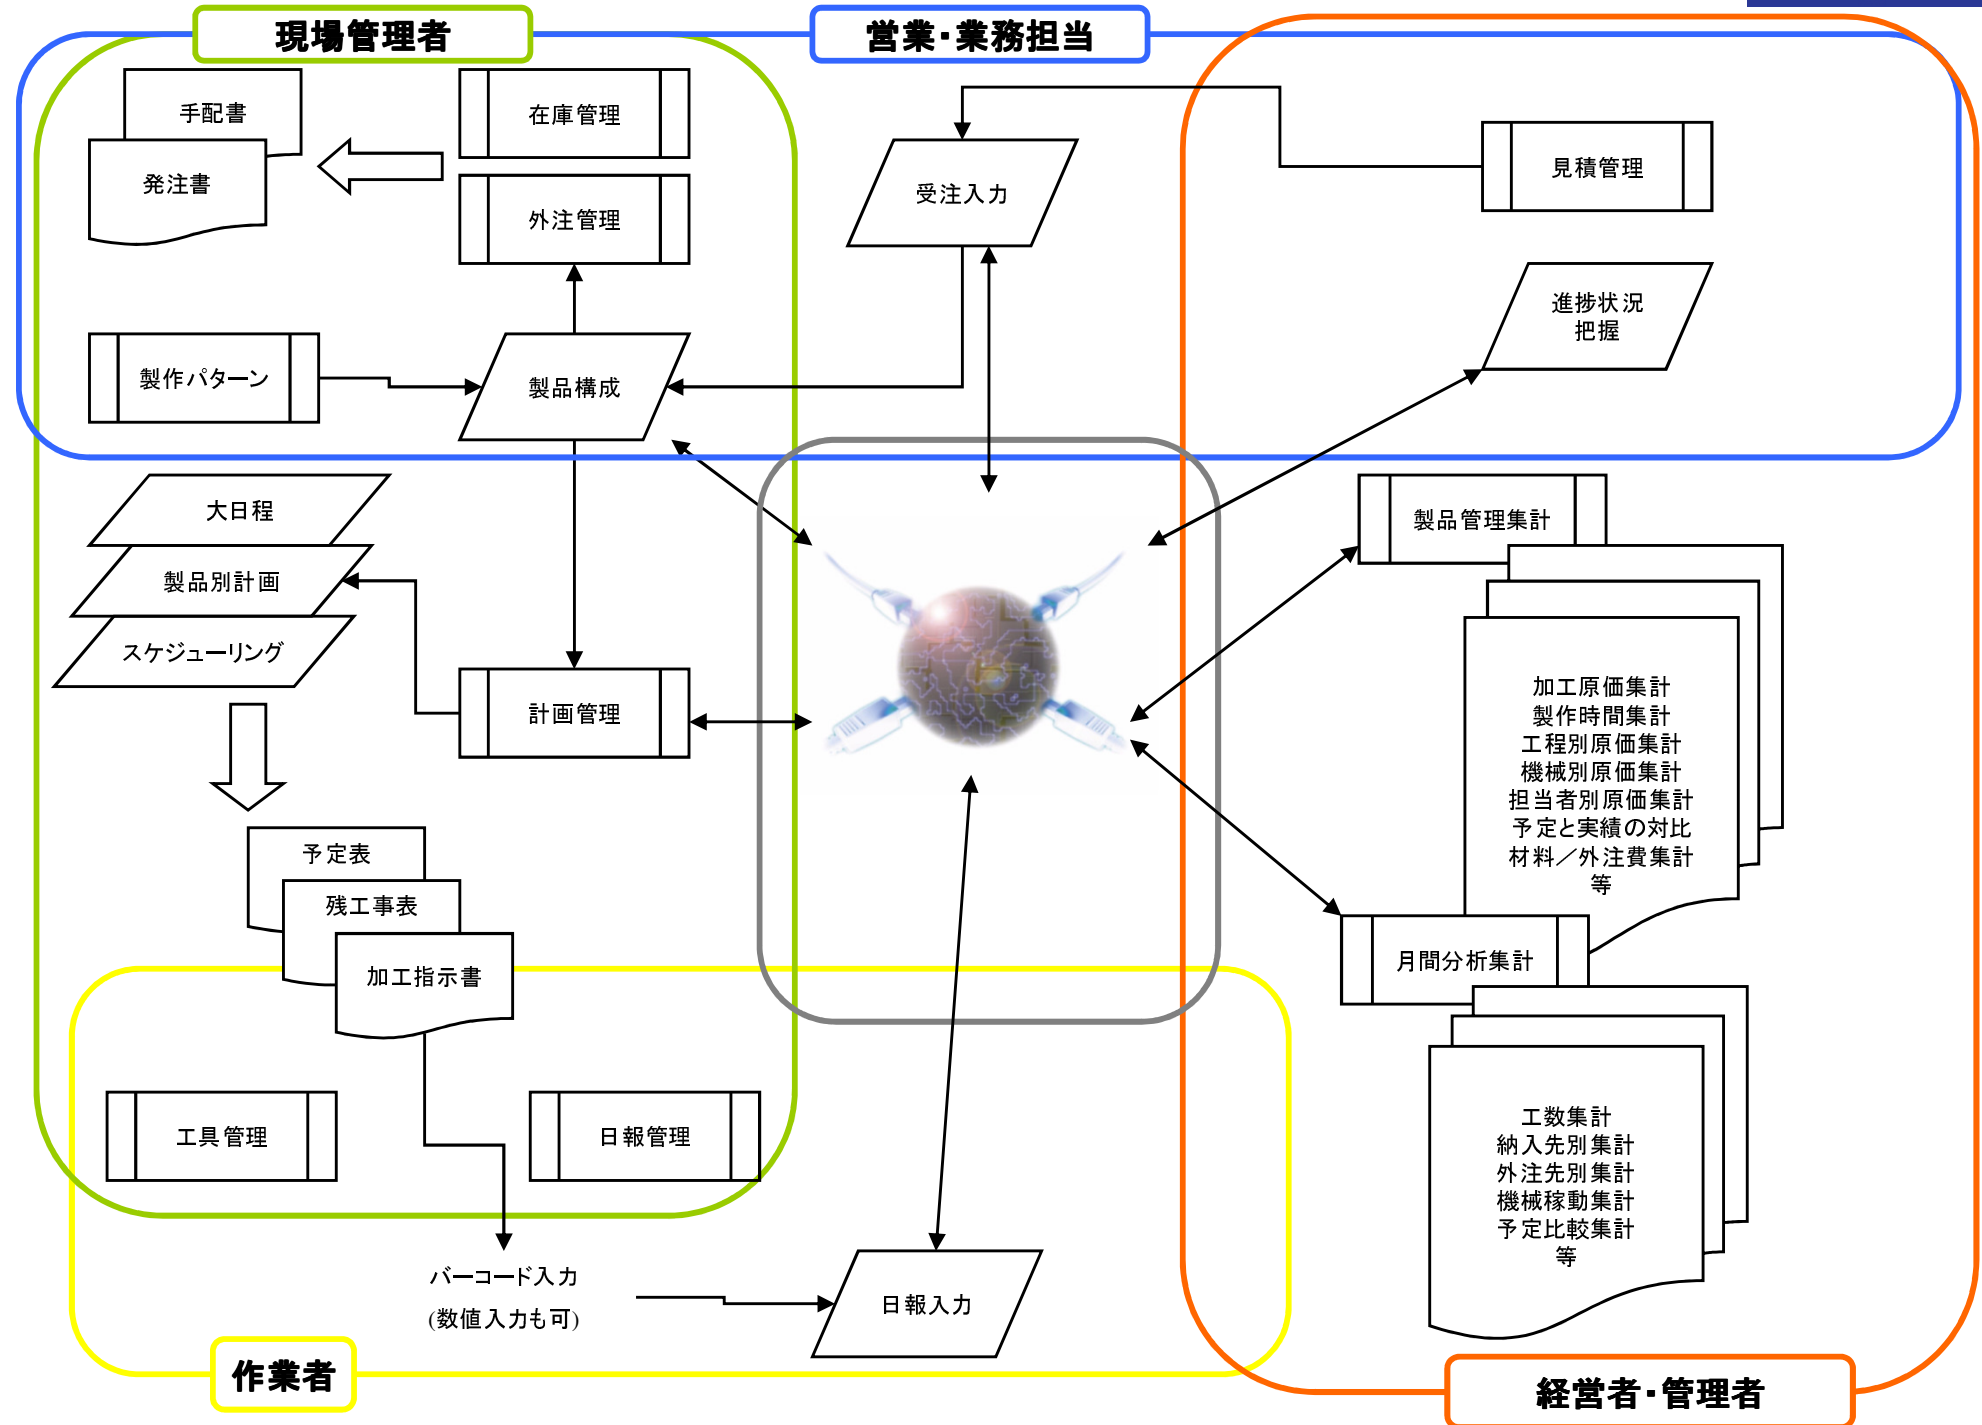 現場管理者
営業・業務担当
手配書
発注書
在庫管理
外注管理
受注入力
見積管理
進捗状況
把握
製作パターン
製品構成
大日程
製品別計画
スケジューリング
計画管理
製品管理集計
加工原価集計
製作時間集計
工程別原価集計
機械別原価集計
担当者別原価集計
予定と実績の対比
材料／外注費集計
等
予定表
残工事表
加工指示書
月間分析集計
工具管理
日報管理
工数集計
納入先別集計
外注先別集計
機械稼動集計
予定比較集計
等
バーコード入力
(数値入力も可)
日報入力
作業者
経営者・管理者